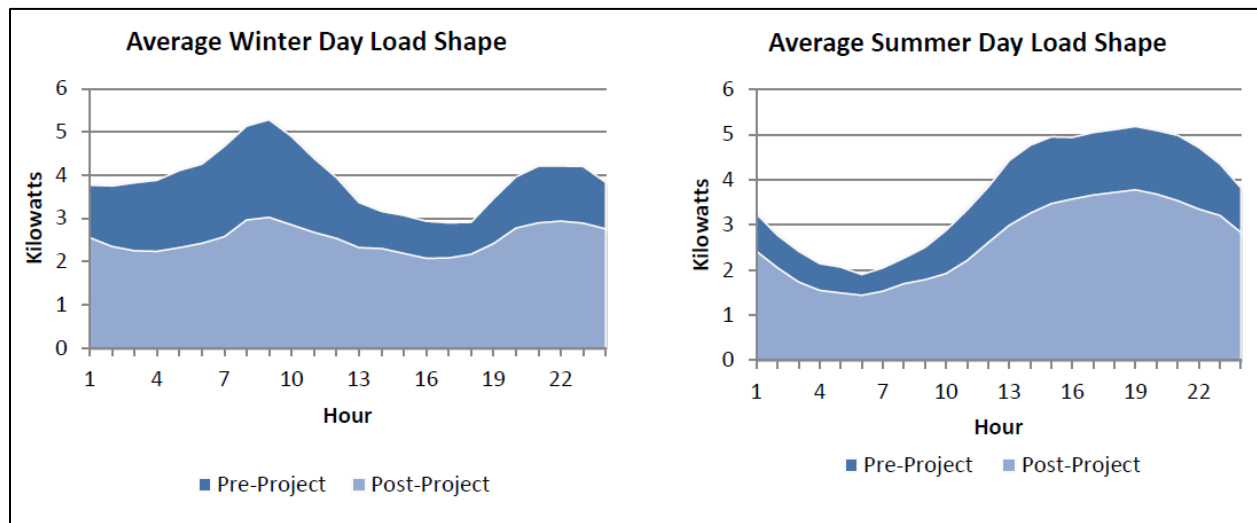 Average Winter Day Load Shape
6
5
4
3
2
1
0
Kilowatts
1 4 7 10 13 16 19 22
Hour
Pre-Project Post-Project
Average Summer Day Load Shape
6
5
4
3
2
1
0
Kilowatts
1 4 7 10 13 16 19 22
Hour
Pre-Project Post-Project